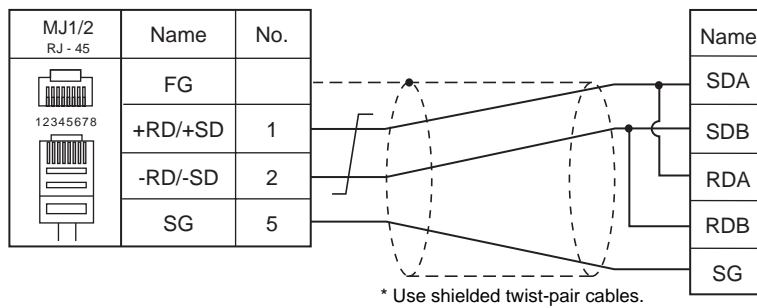 MJ1/2 Name No.
RJ - 45
FG
12345678
+RD/+SD 1
-RD/-SD 2
SG 5
Name
SDA
SDB
RDA
RDB
SG
* Use shielded twist-pair cables.